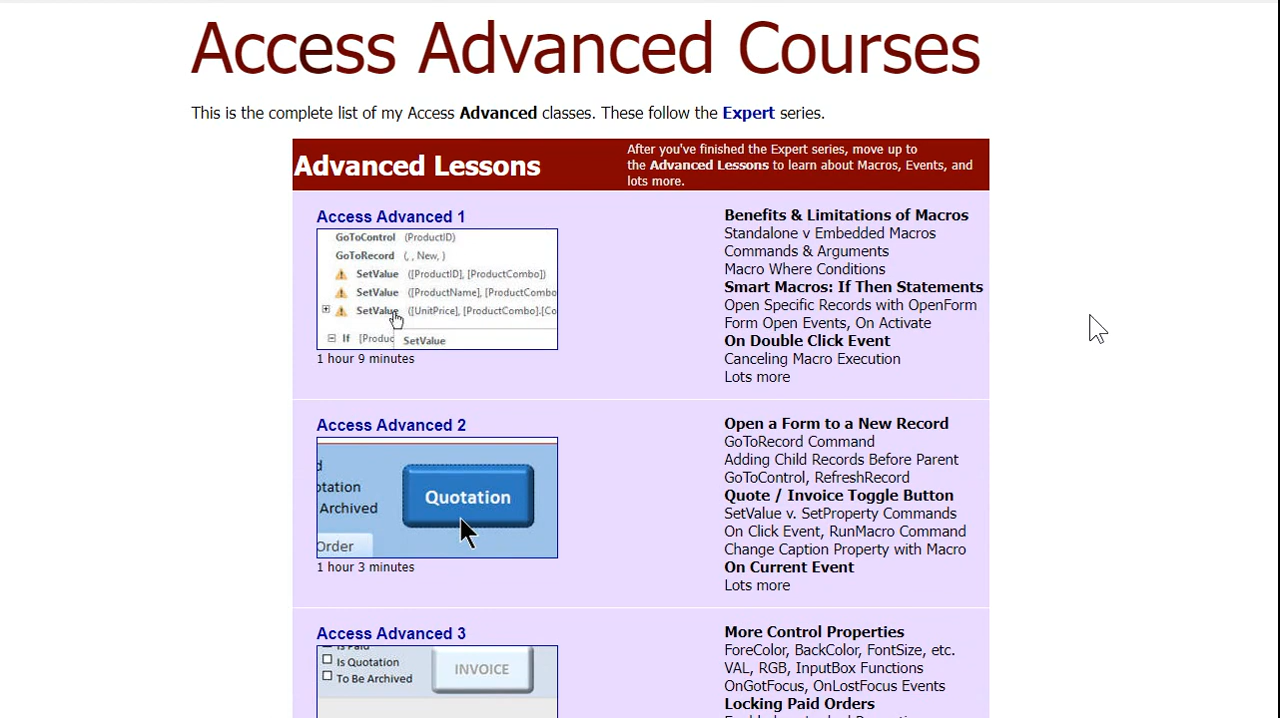 Access Advanced Courses
This is the complete list of my Access Advanced classes. These follow the Expert series.
Advanced Lessons
After you've finished the Expert series, move up to
the Advanced Lessons to learn about Macros, Events, and
lots more.
Access Advanced 1
GoToControl (ProductID)
GoToRecord (, , New, )
SetValue ([ProductID], [ProductCombo])
SetValue ([ProductName], [ProductCombo
SetValue ([UnitPrice], [ProductCombo].[Co
If [Produc
SetValue
1 hour 9 minutes
Benefits & Limitations of Macros
Standalone v Embedded Macros
Commands & Arguments
Macro Where Conditions
Smart Macros: If Then Statements
Open Specific Records with OpenForm
Form Open Events, On Activate
On Double Click Event
Canceling Macro Execution
Lots more
Access Advanced 2
otation
Archived
Order
Quotation
1 hour 3 minutes
Open a Form to a New Record
GoToRecord Command
Adding Child Records Before Parent
GoToControl, RefreshRecord
Quote / Invoice Toggle Button
SetValue v. SetProperty Commands
On Click Event, RunMacro Command
Change Caption Property with Macro
On Current Event
Lots more
Access Advanced 3
Is Quotation
To Be Archived
INVOICE
More Control Properties
ForeColor, BackColor, FontSize, etc.
VAL, RGB, InputBox Functions
OnGotFocus, OnLostFocus Events
Locking Paid Orders